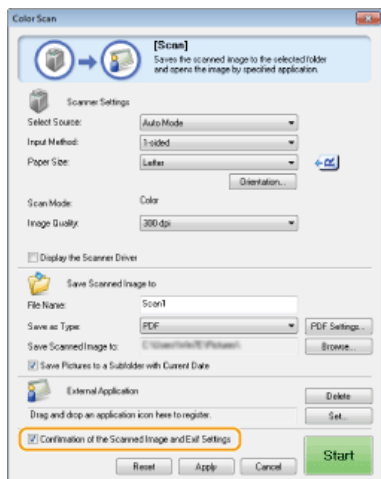 Color Scan
[Scan]
Saves the scanned image to the selected folder
and opens the image by specified application.
Scanner Settings
Select Source: Auto Mode
Input Method: 1-sided
Paper Size: Letter
Orientation...
Scan Mode: Color
Image Quality: 300 dpi
Display the Scanner Driver
Save Scanned Image to
File Name: Scan1
Save as Type: PDF PDF Settings...
Save Scanned Image to: Browse...
Save Pictures to a Subfolder with Current Date
External Application Delete
Drag and drop an application icon here to register. Set...
Confirmation of the Scanned Image and Exif Settings
Start
Reset Apply Cancel